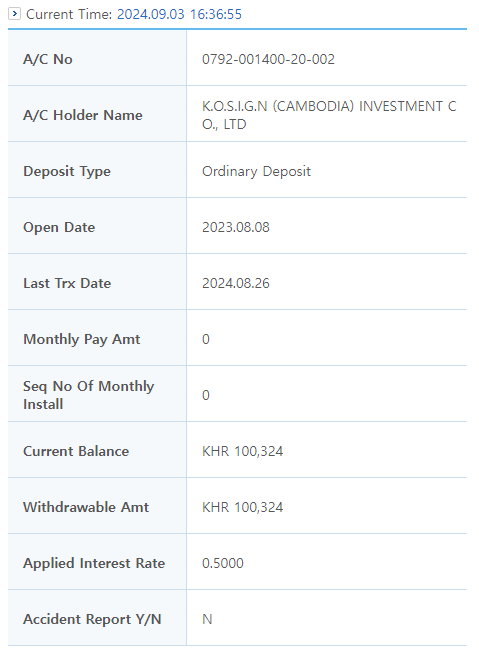 Current Time: 2024.09.03 16:36:55
A/C No 0792-001400-20-002
A/C Holder Name K.O.S.I.G.N (CAMBODIA) INVESTMENT C
O., LTD
Deposit Type Ordinary Deposit
Open Date 2023.08.08
Last Trx Date 2024.08.26
Monthly Pay Amt 0
Seq No Of Monthly
Install 0
Current Balance KHR 100,324
Withdrawable Amt KHR 100,324
Applied Interest Rate 0.5000
Accident Report Y/N N